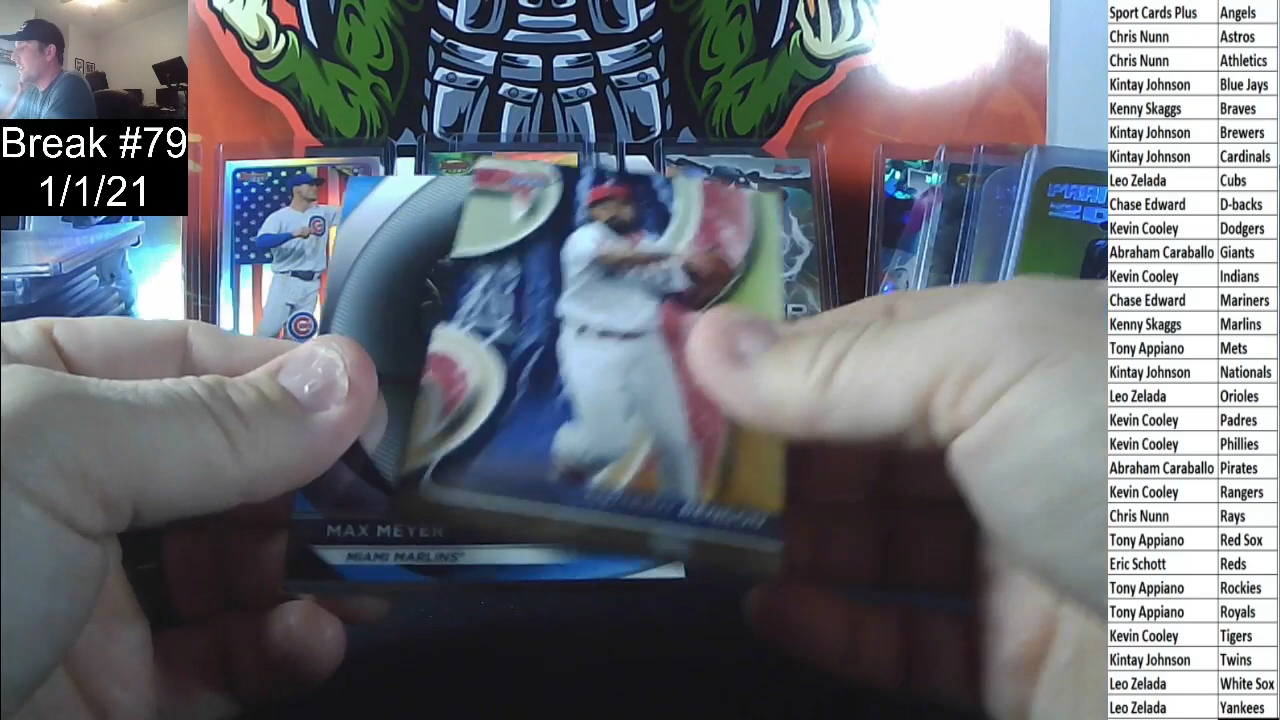 Break #79
1/1/21
MAX MEYER
MIAMI MARLINS
Sport Cards Plus Angels
Chris Nunn Astros
Chris Nunn Athletics
Kintay Johnson Blue Jays
Kenny Skaggs Braves
Kintay Johnson Brewers
Kintay Johnson Cardinals
Leo Zelada Cubs
Chase Edward D-backs
Kevin Cooley Dodgers
Abraham Caraballo Giants
Kevin Cooley Indians
Chase Edward Mariners
Kenny Skaggs Marlins
Tony Appiano Mets
Kintay Johnson Nationals
Leo Zelada Orioles
Kevin Cooley Padres
Kevin Cooley Phillies
Abraham Caraballo Pirates
Kevin Cooley Rangers
Chris Nunn Rays
Tony Appiano Red Sox
Eric Schott Reds
Tony Appiano Rockies
Tony Appiano Royals
Kevin Cooley Tigers
Kintay Johnson Twins
Leo Zelada White Sox
Leo Zelada Yankees